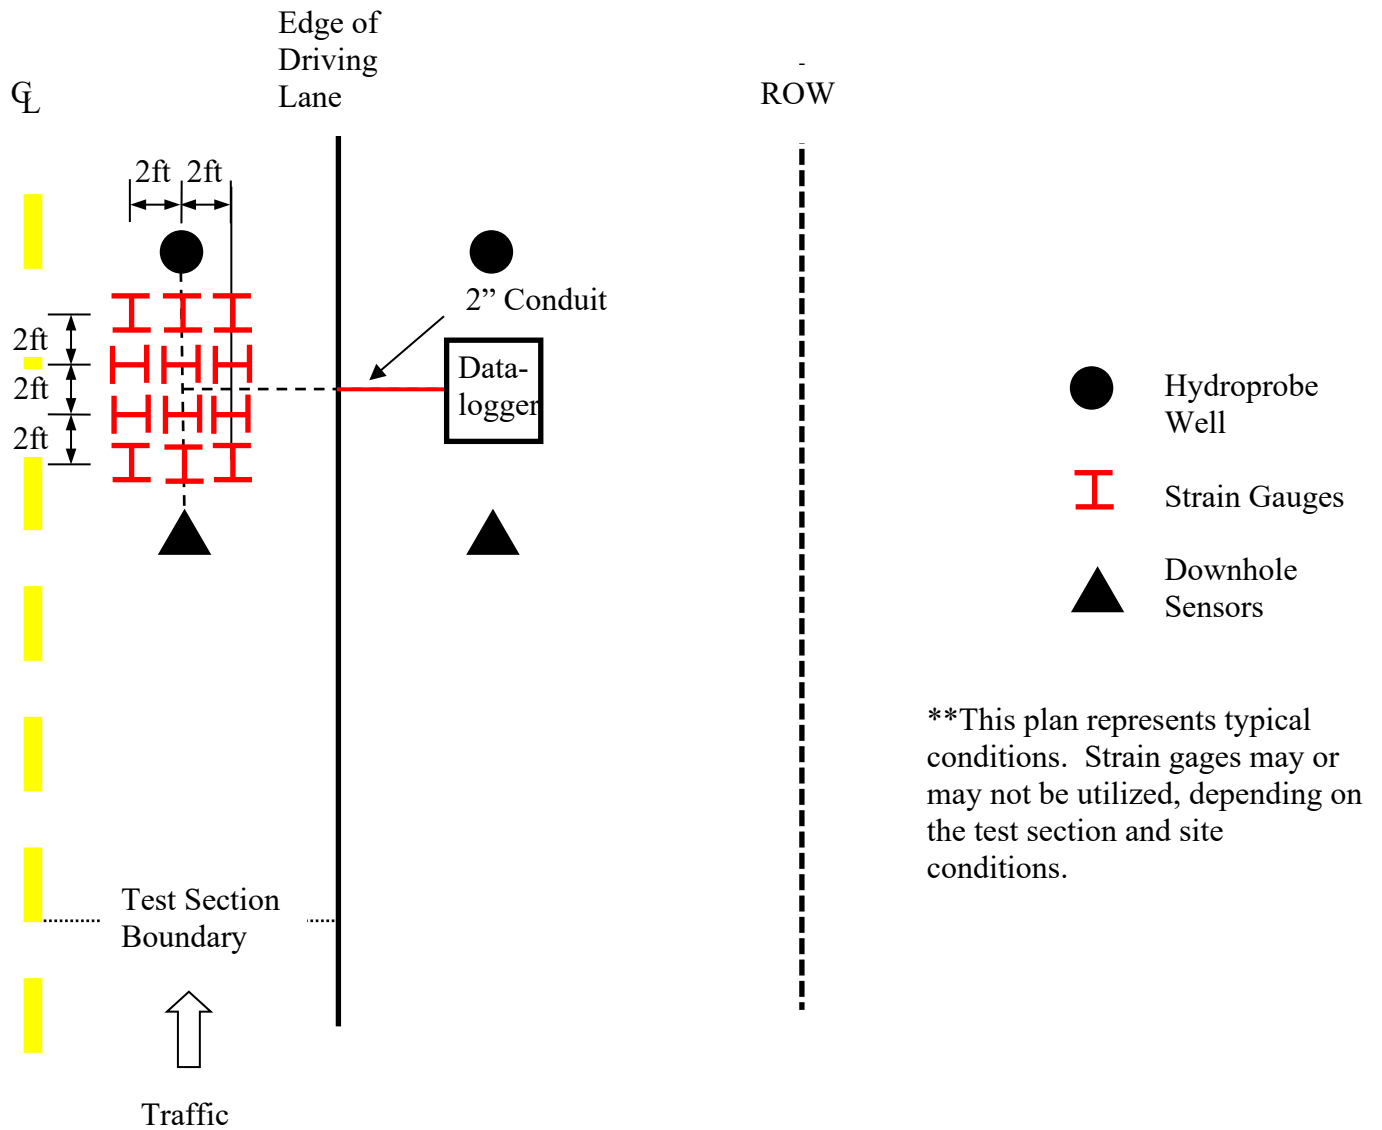 Edge of
Driving
Lane
℄
-
ROW
2ft 2ft
2” Conduit
2ft
2ft
2ft
Data-
logger
Hydroprobe
Well
Strain Gauges
Downhole
Sensors
**This plan represents typical
conditions.  Strain gages may or
may not be utilized, depending on
the test section and site
conditions.
Test Section
Boundary
Traffic